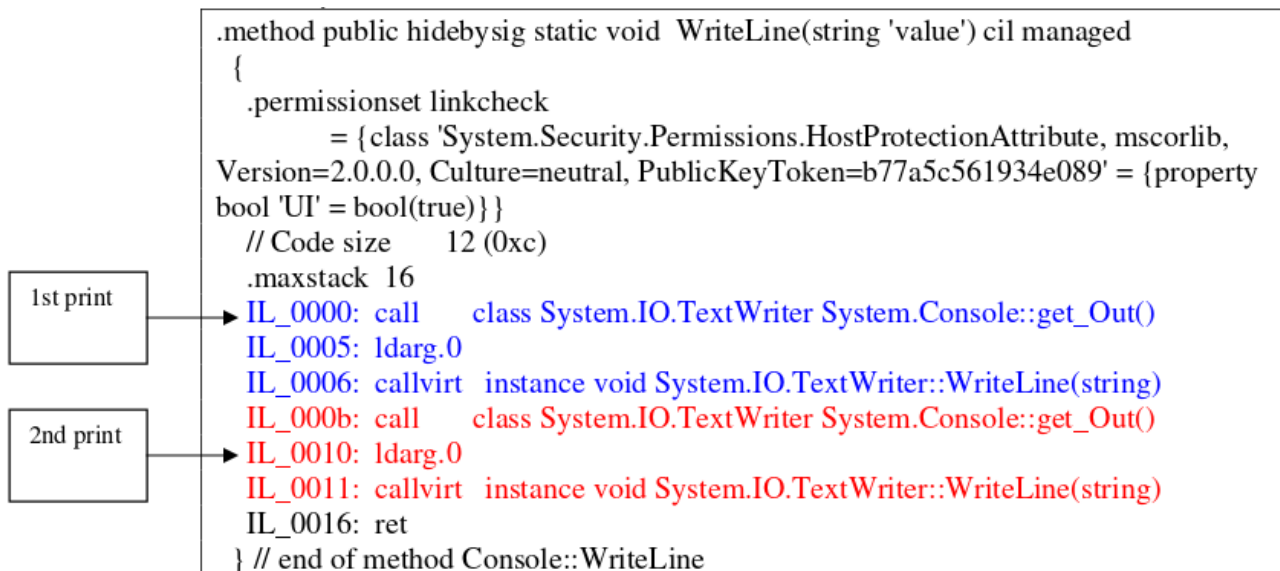 .method public hidebysig static void WriteLine(string 'value') cil managed
{
.permissionset linkcheck
= {class 'System.Security.Permissions.HostProtectionAttribute, mscorlib,
Version=2.0.0.0, Culture=neutral, PublicKeyToken=b77a5c561934e089' = {property
bool 'UI' = bool(true)}}
// Code size 12 (0xc)
.maxstack 16
1st print
IL_0000: call class System.IO.TextWriter System.Console::get_Out()
IL_0005: ldarg.0
IL_0006: callvirt instance void System.IO.TextWriter::WriteLine(string)
IL_000b: call class System.IO.TextWriter System.Console::get_Out()
2nd print
IL_0010: ldarg.0
IL_0011: callvirt instance void System.IO.TextWriter::WriteLine(string)
IL_0016: ret
} // end of method Console::WriteLine